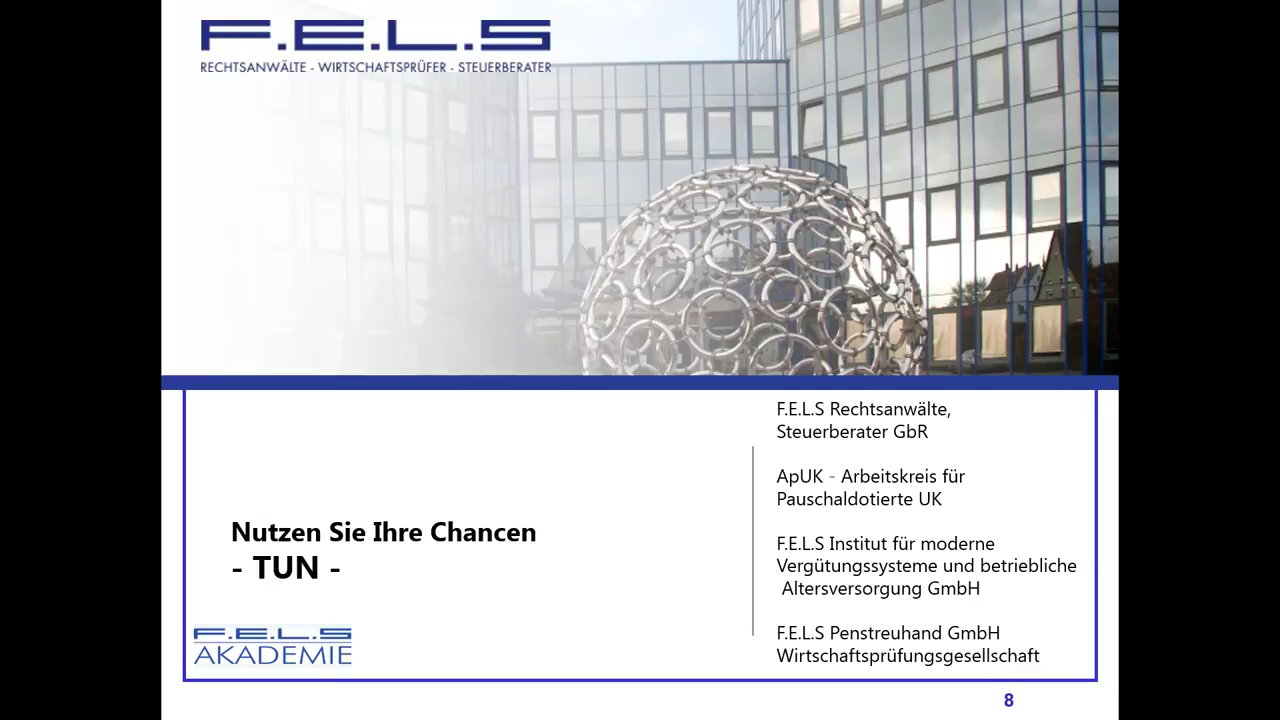 F.E.L.S
RECHTSANWÄLTE - WIRTSCHAFTSPRÜFER - STEUERBERATER
Nutzen Sie Ihre Chancen
- TUN -
F.E.L.S
AKADEMIE
F.E.L.S Rechtsanwälte,
Steuerberater GbR
ApUK - Arbeitskreis für
Pauschaldotierte UK
F.E.L.S Institut für moderne
Vergütungssysteme und betriebliche
Altersversorgung GmbH
F.E.L.S Penstreuhand GmbH
Wirtschaftsprüfungsgesellschaft
8